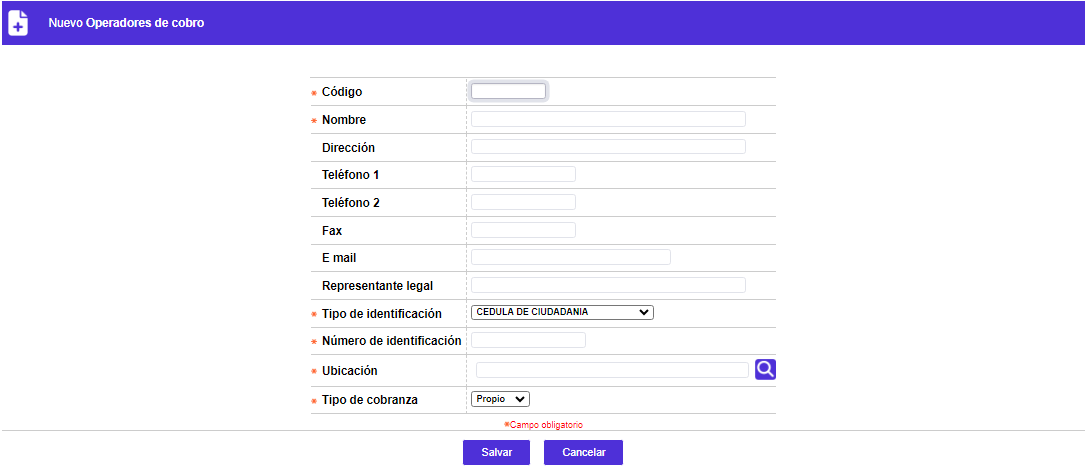 Nuevo Operadores de cobro
* Código
* Nombre
Dirección
Teléfono 1
Teléfono 2
Fax
E mail
Representante legal
* Tipo de identificación CEDULA DE CIUDADANIA
* Número de identificación
* Ubicación
* Tipo de cobranza Propio
*Campo obligatorio
Salvar Cancelar